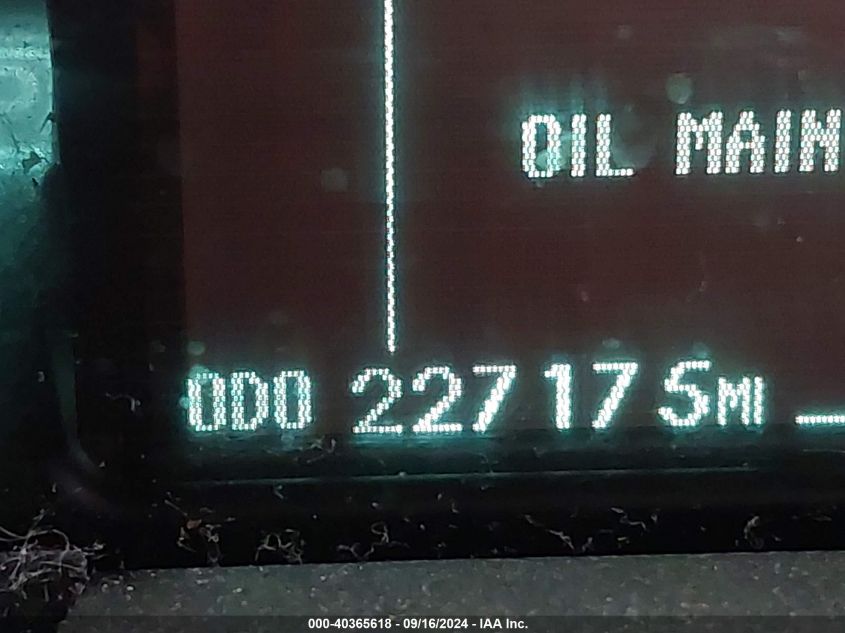 OIL MAIN
ODO 227175MI
000-40365618 - 09/16/2024 - IAA Inc.